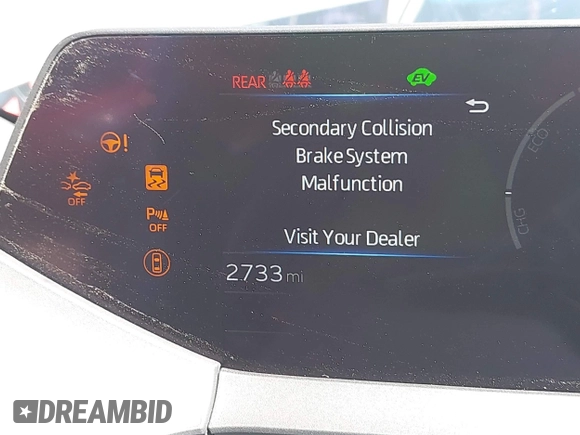 REAR
EV
Secondary Collision
Brake System
Malfunction
OFF
P
OFF
Visit Your Dealer
2733 mi
ECO
CHG
DREAMBID